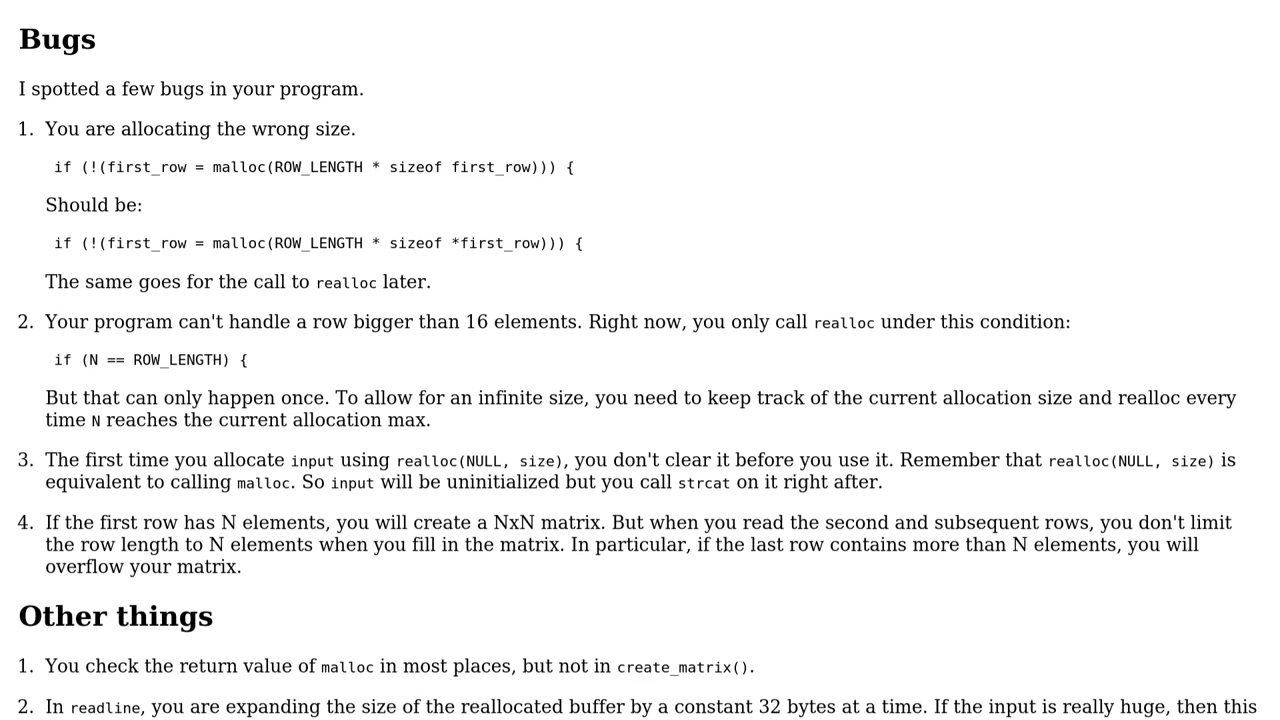 Bugs
I spotted a few bugs in your program.
1. You are allocating the wrong size.
if (!(first_row = malloc(ROW_LENGTH * sizeof first_row))) {
Should be:
if (!(first_row = malloc(ROW_LENGTH * sizeof *first_row))) {
The same goes for the call to realloc later.
2. Your program can't handle a row bigger than 16 elements. Right now, you only call realloc under this condition:
if (N == ROW_LENGTH) {
But that can only happen once. To allow for an infinite size, you need to keep track of the current allocation size and realloc every
time N reaches the current allocation max.
3. The first time you allocate input using realloc(NULL, size), you don't clear it before you use it. Remember that realloc(NULL, size) is
equivalent to calling malloc. So input will be uninitialized but you call strcat on it right after.
4. If the first row has N elements, you will create a NxN matrix. But when you read the second and subsequent rows, you don't limit
the row length to N elements when you fill in the matrix. In particular, if the last row contains more than N elements, you will
overflow your matrix.
Other things
1. You check the return value of malloc in most places, but not in create_matrix().
2. In readline, you are expanding the size of the reallocated buffer by a constant 32 bytes at a time. If the input is really huge, then this